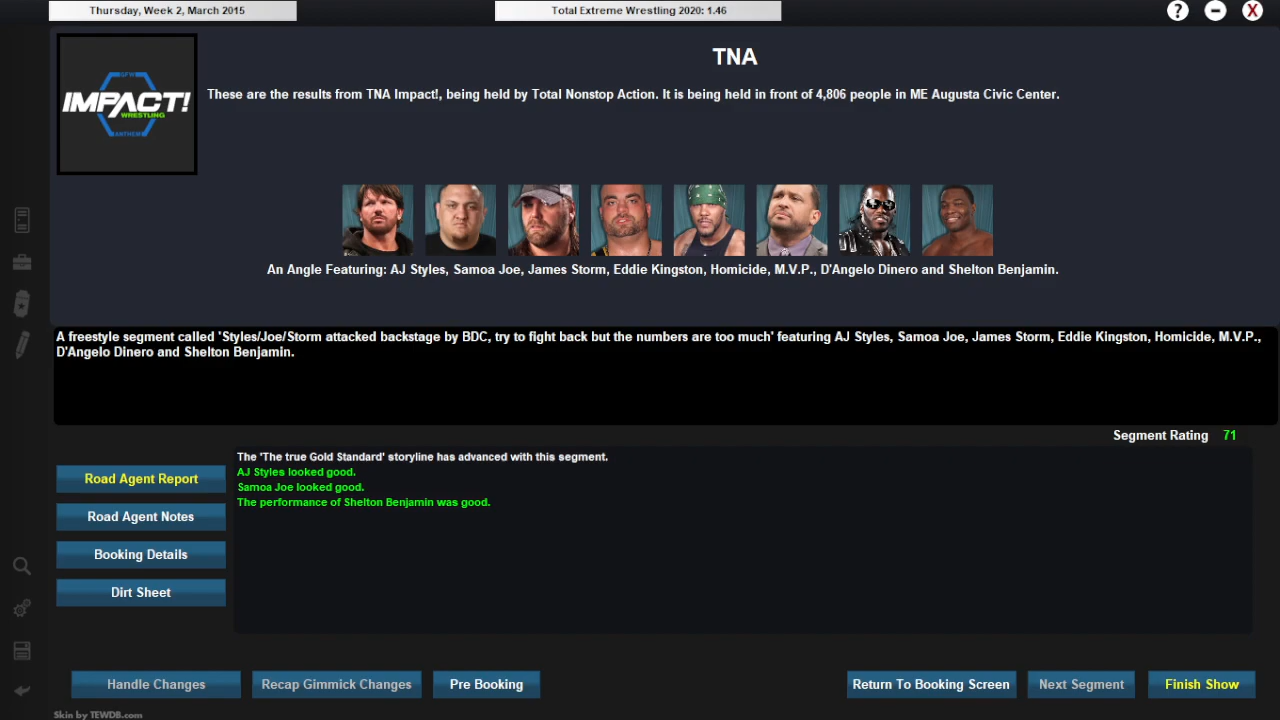 Thursday, Week 2, March 2015
Total Extreme Wrestling 2020: 1.46
?
X
TNA
GFW
IMPACT!
WRESTLING
ANTHEM
These are the results from TNA Impact!, being held by Total Nonstop Action. It is being held in front of 4,806 people in ME Augusta Civic Center.
An Angle Featuring: AJ Styles, Samoa Joe, James Storm, Eddie Kingston, Homicide, M.V.P., D'Angelo Dinero and Shelton Benjamin.
A freestyle segment called 'Styles/Joe/Storm attacked backstage by BDC, try to fight back but the numbers are too much' featuring AJ Styles, Samoa Joe, James Storm, Eddie Kingston, Homicide, M.V.P.,
D'Angelo Dinero and Shelton Benjamin.
Segment Rating 71
The 'The true Gold Standard' storyline has advanced with this segment.
AJ Styles looked good.
Samoa Joe looked good.
The performance of Shelton Benjamin was good.
Road Agent Report
Road Agent Notes
Booking Details
Dirt Sheet
Handle Changes
Recap Gimmick Changes
Pre Booking
Return To Booking Screen
Next Segment
Finish Show
Skin by TEWDB.com